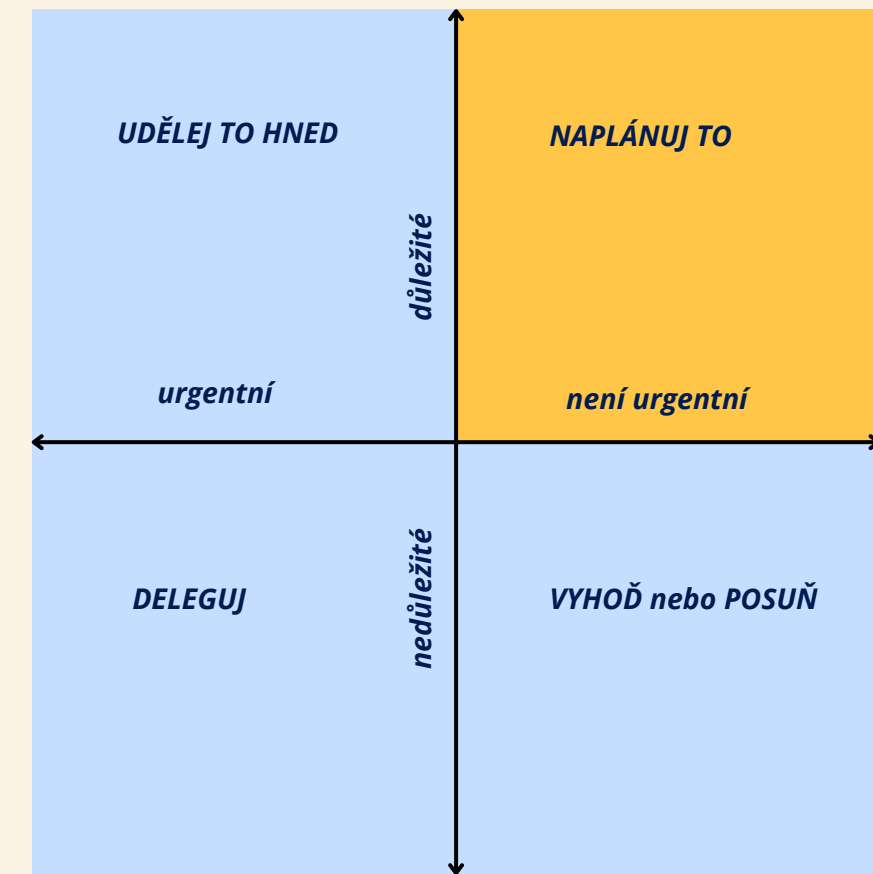 UDĚLEJ TO HNED
NAPLÁNUJ TO
důležité
urgentní
není urgentní
nedůležité
DELEGUJ
VYHOĎ nebo POSUŇ